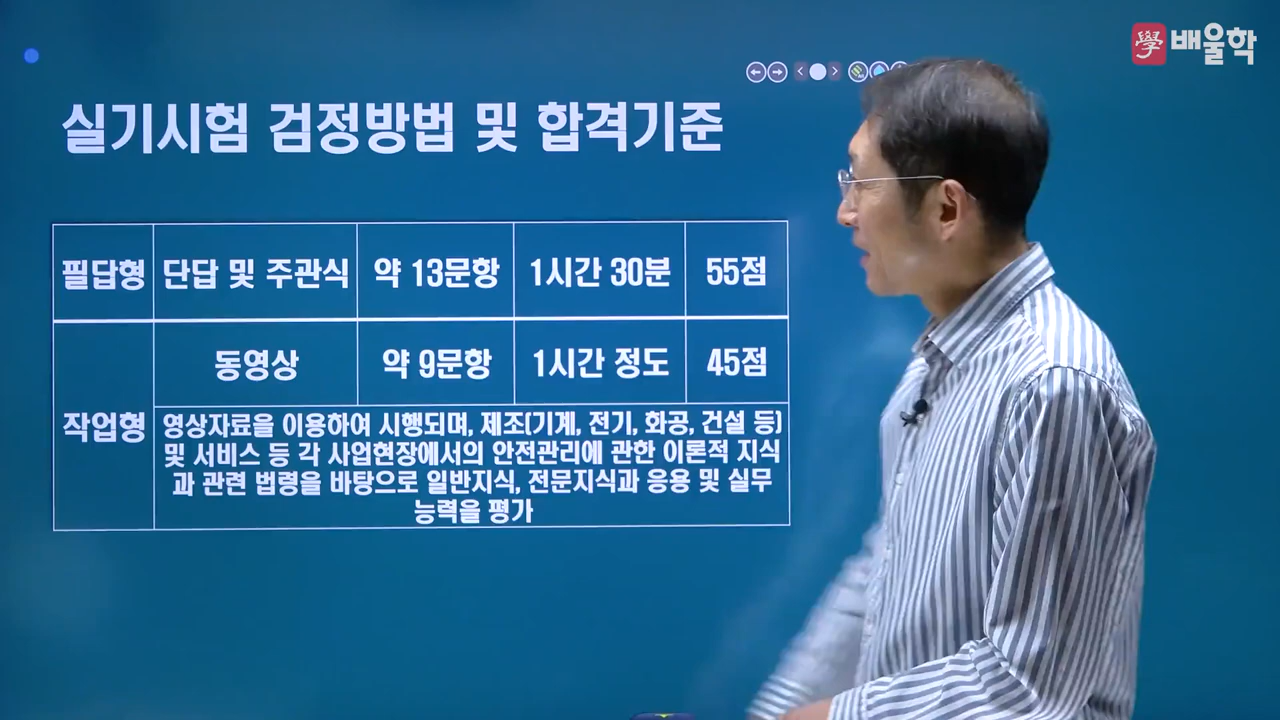 學 배울학
실기시험 검정방법 및 합격기준
필답형 단답 및 주관식 약 13문항 1시간 30분 55점
작업형 동영상 약 9문항 1시간 정도 45점
영상자료를 이용하여 시행되며, 제조(기계, 전기, 화공, 건설 등)
및 서비스 등 각 사업현장에서의 안전관리에 관한 이론적 지식
과 관련 법령을 바탕으로 일반지식, 전문지식과 응용 및 실무
능력을 평가